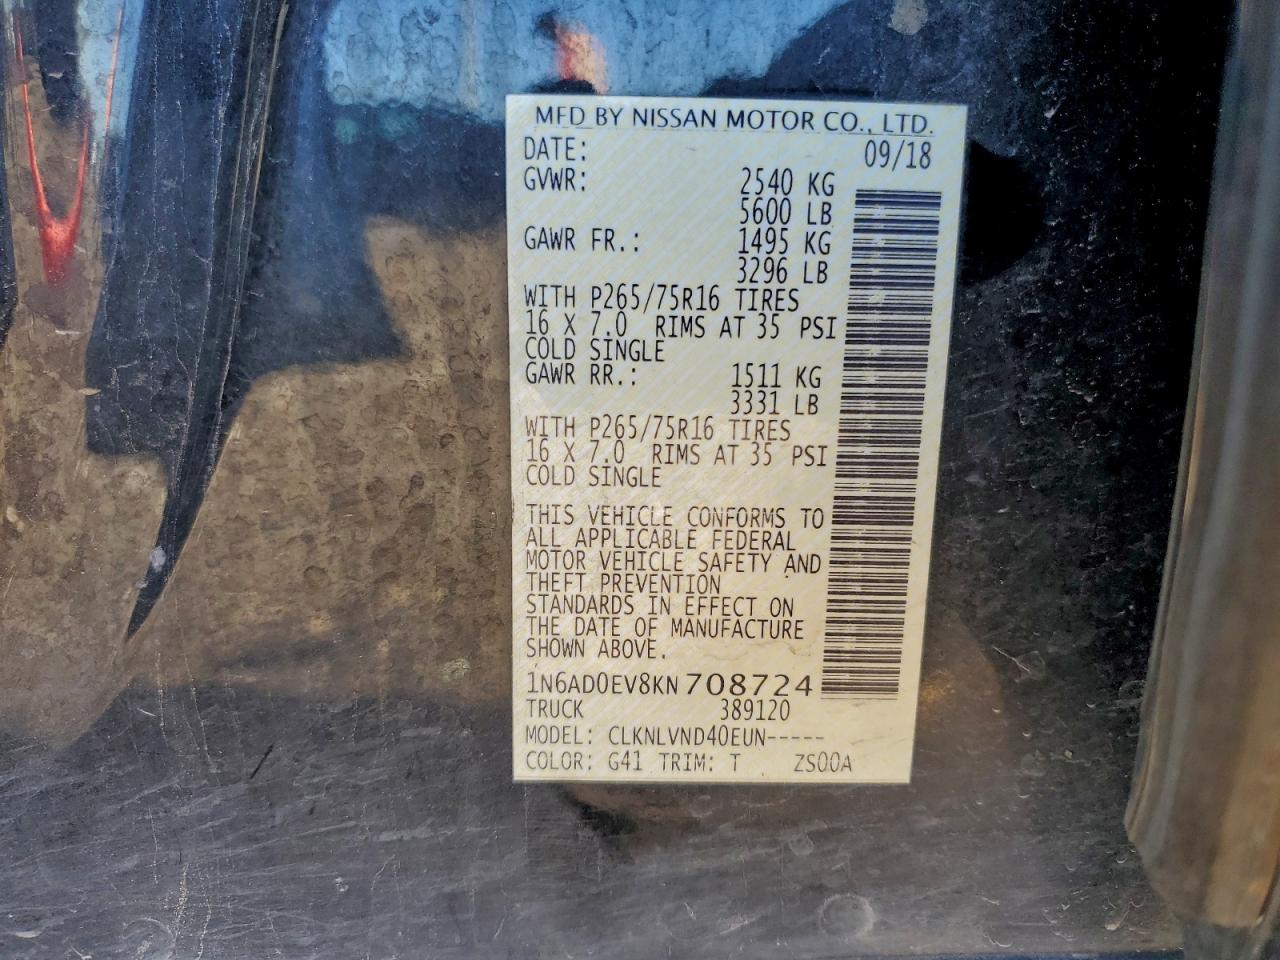 MFD BY NISSAN MOTOR CO., LTD.
DATE: 09/18
GVWR: 2540 KG
5600 LB
GAWR FR.: 1495 KG
3296 LB
WITH P265/75R16 TIRES
16 X 7.0 RIMS AT 35 PSI
COLD SINGLE
GAWR RR.: 1511 KG
3331 LB
WITH P265/75R16 TIRES
16 X 7.0 RIMS AT 35 PSI
COLD SINGLE
THIS VEHICLE CONFORMS TO
ALL APPLICABLE FEDERAL
MOTOR VEHICLE SAFETY AND
THEFT PREVENTION
STANDARDS IN EFFECT ON
THE DATE OF MANUFACTURE
SHOWN ABOVE.
1N6AD0EV8KN708724
TRUCK 389120
MODEL: CLKNLVND40EUN-----
COLOR: G41 TRIM: T ZS00A